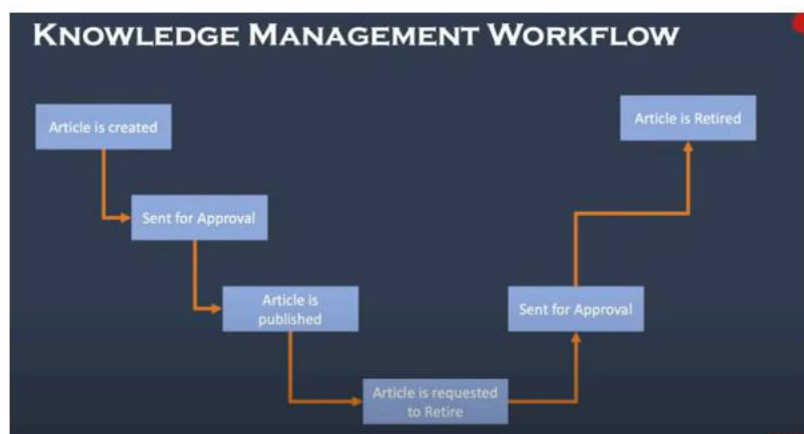 KNOWLEDGE MANAGEMENT WORKFLOW
Article is created
Sent for Approval
Article is
published
Article is requested
to Retire
Sent for Approval
Article is Retired